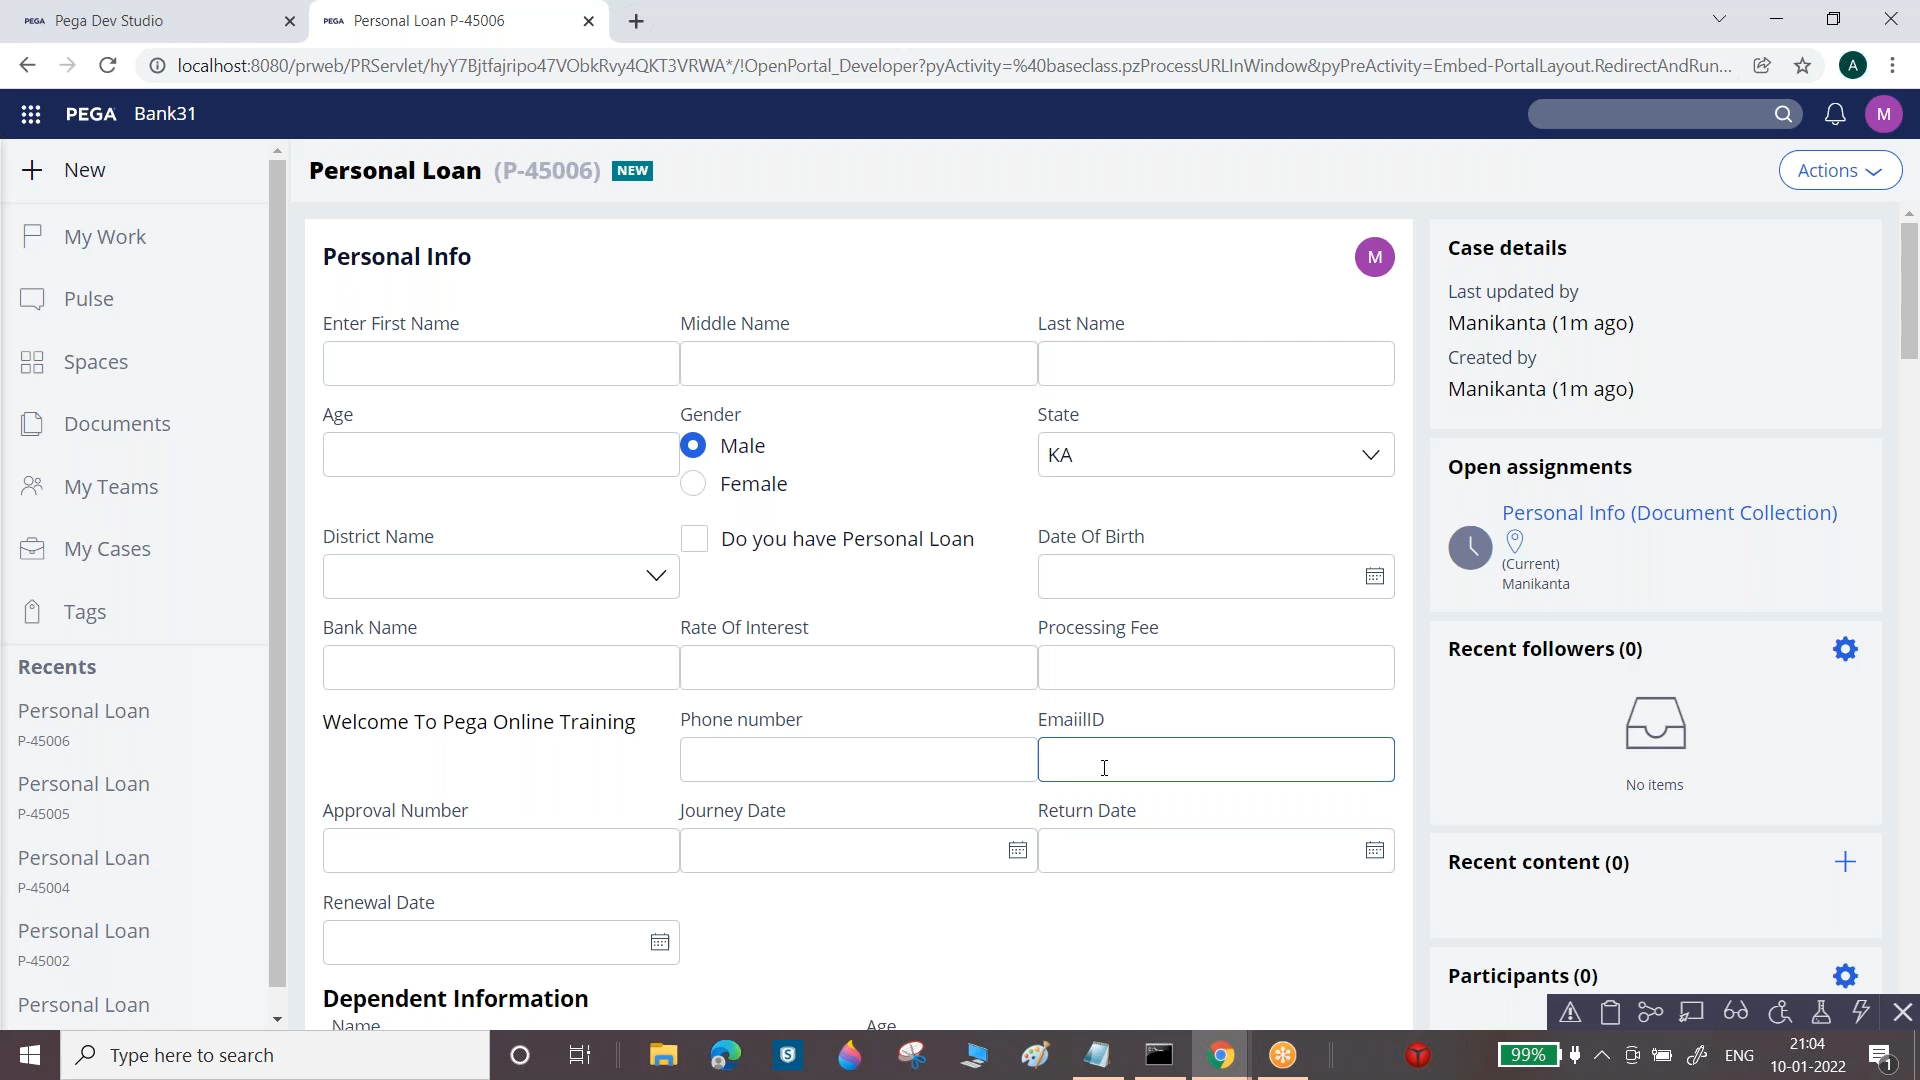 PEGA Pega Dev Studio
PEGA Personal Loan P-45006
localhost:8080/prweb/PRServlet/hyY7Bjtfajripo47VObkRvy4QKT3VRWA*/!OpenPortal_Developer?pyActivity=%40baseclass.pzProcessURLInWindow&pyPreActivity=Embed-PortalLayout.RedirectAndRun...
A
PEGA Bank31
M
New
Personal Loan (P-45006) NEW
Actions
My Work
Pulse
Spaces
Documents
My Teams
My Cases
Tags
Recents
Personal Loan
P-45006
Personal Loan
P-45005
Personal Loan
P-45004
Personal Loan
P-45002
Personal Loan
Personal Info
M
Enter First Name Middle Name Last Name
Age Gender State
Male
KA
Female
District Name Do you have Personal Loan Date Of Birth
Bank Name Rate Of Interest Processing Fee
Welcome To Pega Online Training Phone number EmaiilID
Approval Number Journey Date Return Date
Renewal Date
Dependent Information
Name Age
Case details
Last updated by
Manikanta (1m ago)
Created by
Manikanta (1m ago)
Open assignments
Personal Info (Document Collection)
(Current)
Manikanta
Recent followers (0)
No items
Recent content (0)
Participants (0)
Type here to search
S
99%
ENG
21:04
10-01-2022
1